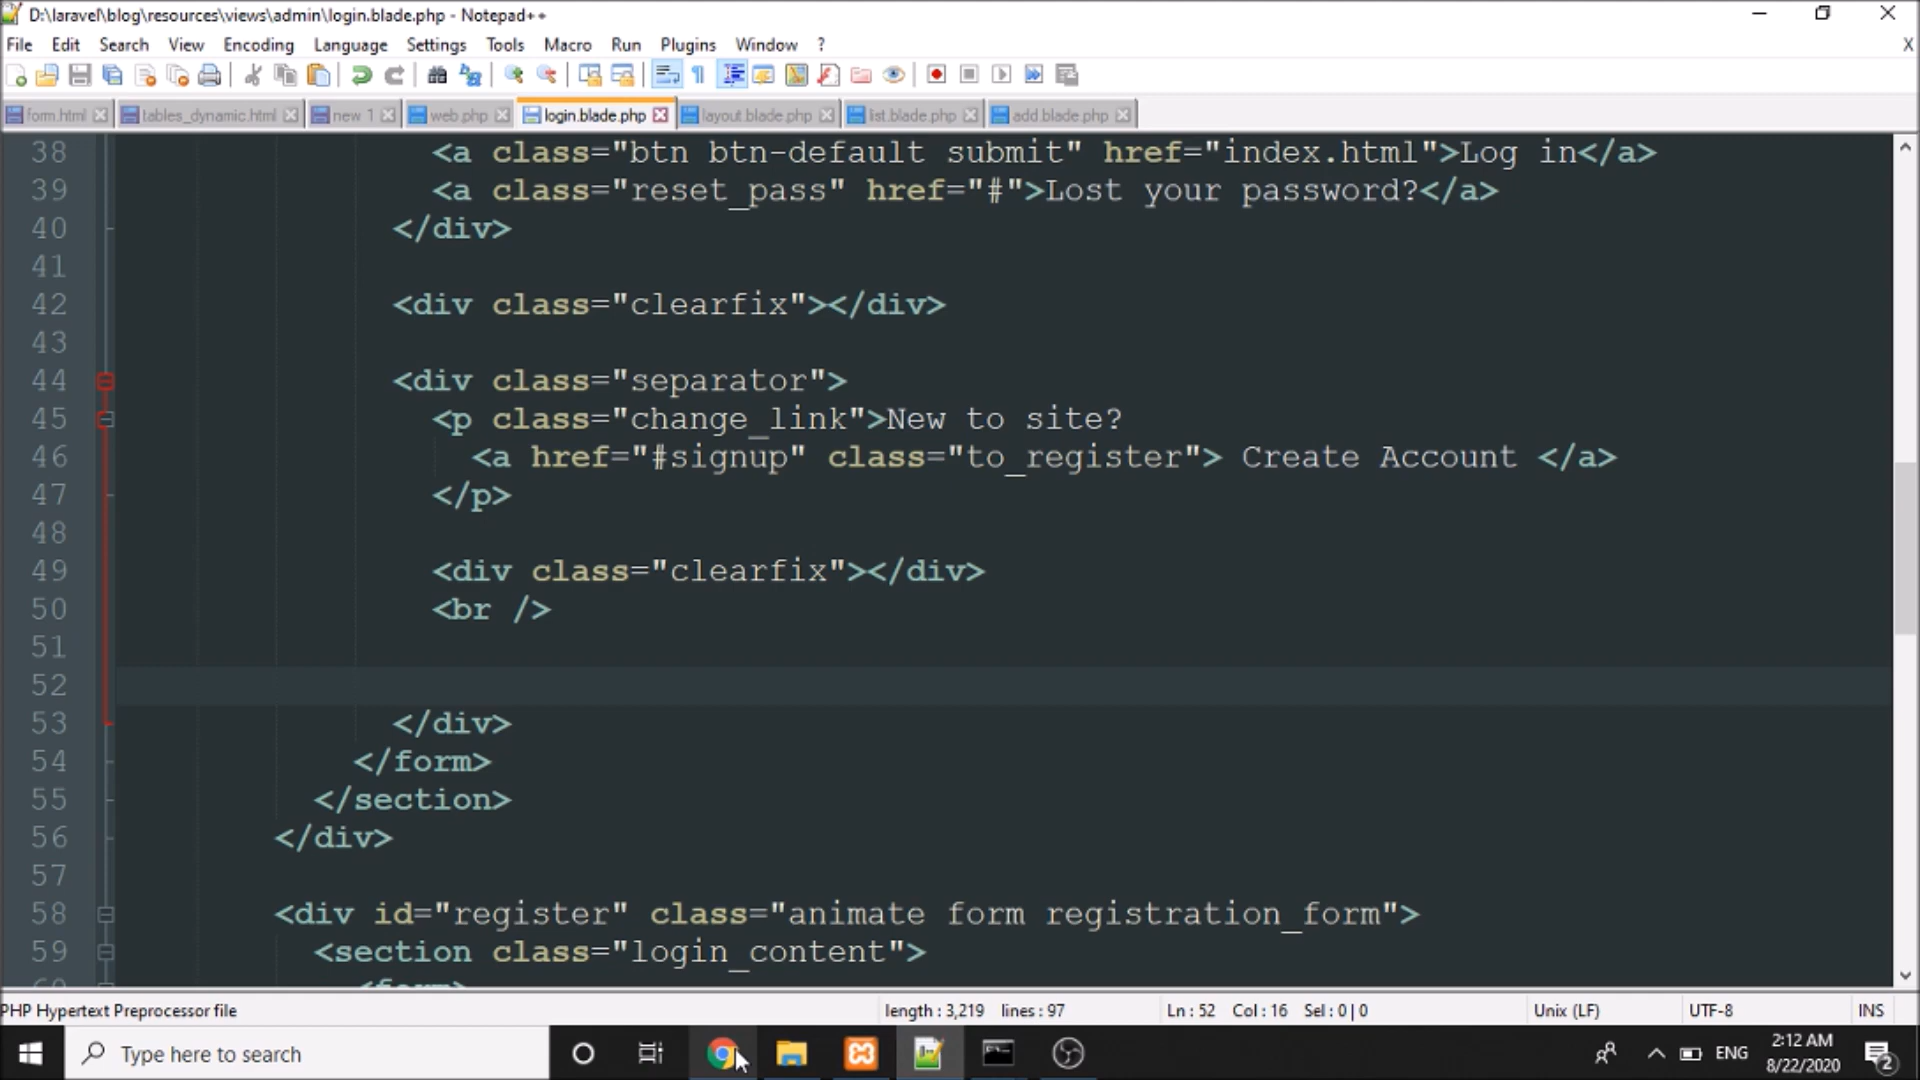 D:\laravel\blog\resources\views\admin\login.blade.php - Notepad++
File Edit Search View Encoding Language Settings Tools Macro Run Plugins Window ? X
form.html tables_dynamic.html new 1 web.php login.blade.php layout.blade.php list.blade.php add.blade.php
38 <a class="btn btn-default submit" href="index.html">Log in</a>
39 <a class="reset_pass" href="#">Lost your password?</a>
40 </div>
41
42 <div class="clearfix"></div>
43
44 <div class="separator">
45 <p class="change_link">New to site?
46 <a href="#signup" class="to_register"> Create Account </a>
47 </p>
48
49 <div class="clearfix"></div>
50 <br />
51
52
53 </div>
54 </form>
55 </section>
56 </div>
57
58 <div id="register" class="animate form registration_form">
59 <section class="login_content">
60 <form>
PHP Hypertext Preprocessor file length : 3,219 lines : 97 Ln : 52 Col : 16 Sel : 0 | 0 Unix (LF) UTF-8 INS
Type here to search ENG 2:12 AM
8/22/2020 2